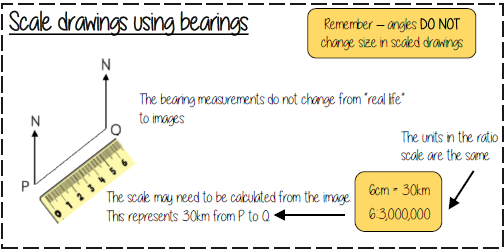 Scale drawings using bearings
Remember – angles DO NOT
change size in scaled drawings
N
N
The bearing measurements do not change from "real life"
to images
Q
P
0 1 2 3 4 5 6
The units in the ratio
scale are the same
The scale may need to be calculated from the image.
This represents 30km from P to Q.
6cm = 30km
6:3,000,000